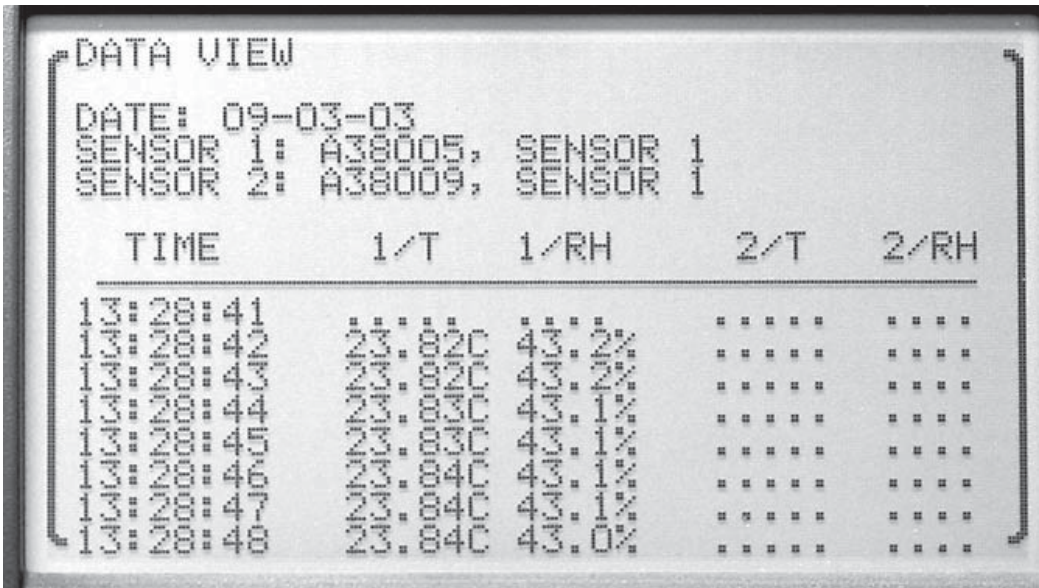 DATA VIEW
DATE: 09-03-03
SENSOR 1: A38005, SENSOR 1
SENSOR 2: A38009, SENSOR 1
TIME 1/T 1/RH 2/T 2/RH
13:28:41 ..... .... ..... ....
13:28:42 23.82C 43.2% ..... ....
13:28:43 23.82C 43.2% ..... ....
13:28:44 23.83C 43.1% ..... ....
13:28:45 23.83C 43.1% ..... ....
13:28:46 23.84C 43.1% ..... ....
13:28:47 23.84C 43.1% ..... ....
13:28:48 23.84C 43.0% ..... ....